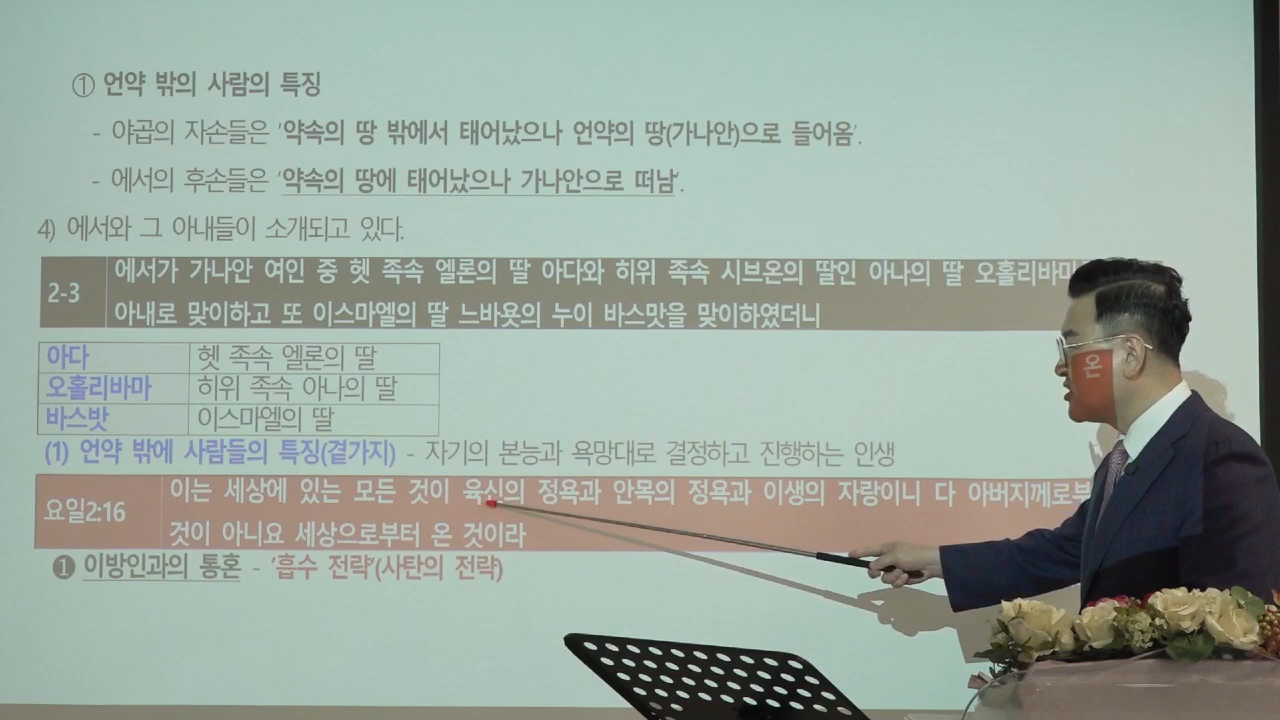 ① 언약 밖의 사람의 특징
- 야곱의 자손들은 '약속의 땅 밖에서 태어났으나 언약의 땅(가나안)으로 들어옴'.
- 에서의 후손들은 '약속의 땅에 태어났으나 가나안으로 떠남'.
4) 에서와 그 아내들이 소개되고 있다.
2-3 에서가 가나안 여인 중 헷 족속 엘론의 딸 아다와 히위 족속 시브온의 딸인 아나의 딸 오홀리바마
아내로 맞이하고 또 이스마엘의 딸 느바욧의 누이 바스맛을 맞이하였더니
아다 헷 족속 엘론의 딸
오홀리바마 히위 족속 아나의 딸
바스밧 이스마엘의 딸
(1) 언약 밖에 사람들의 특징(곁가지) - 자기의 본능과 욕망대로 결정하고 진행하는 인생
요일2:16 이는 세상에 있는 모든 것이 육신의 정욕과 안목의 정욕과 이생의 자랑이니 다 아버지께로부 온
것이 아니요 세상으로부터 온 것이라
❶ 이방인과의 통혼 - '흡수 전략'(사탄의 전략)